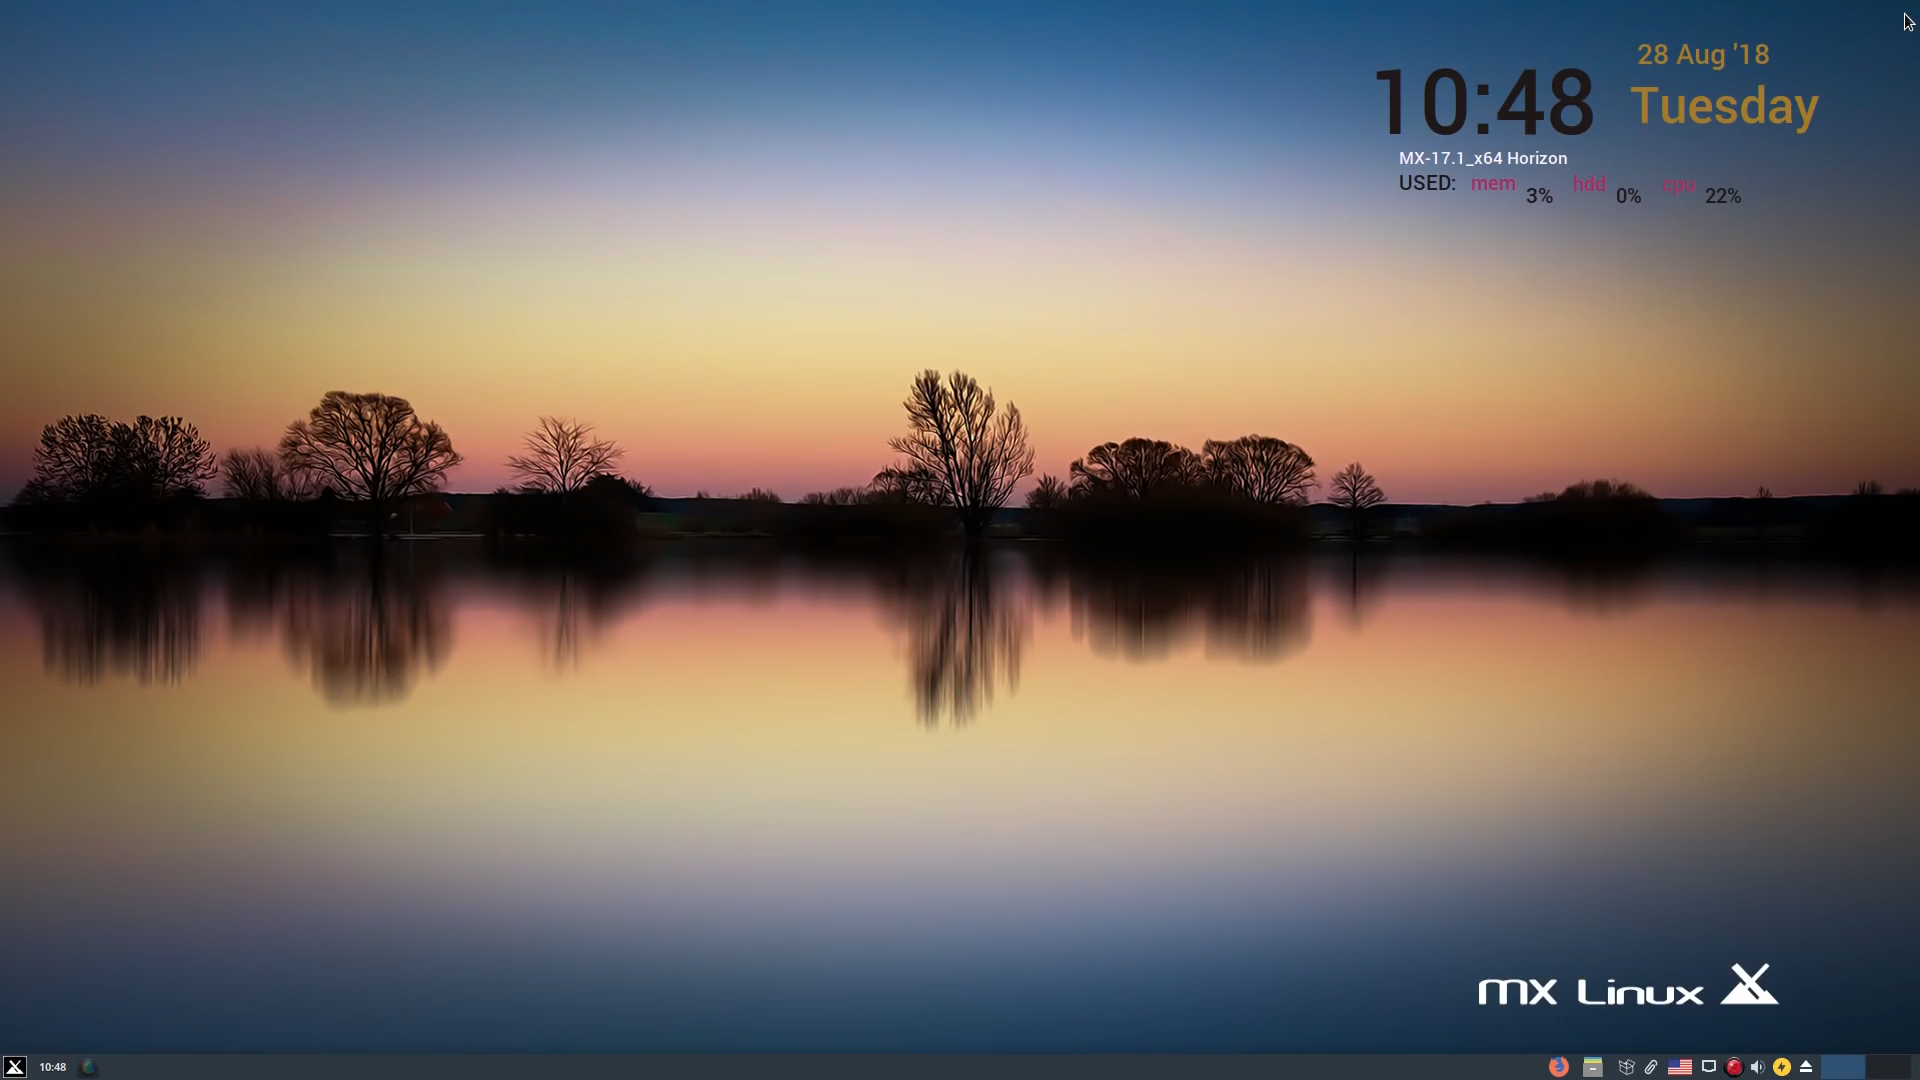 28 Aug '18
10:48 Tuesday
MX-17.1_x64 Horizon
USED: mem 3% hdd 0% cpu 22%
MX Linux
10:48